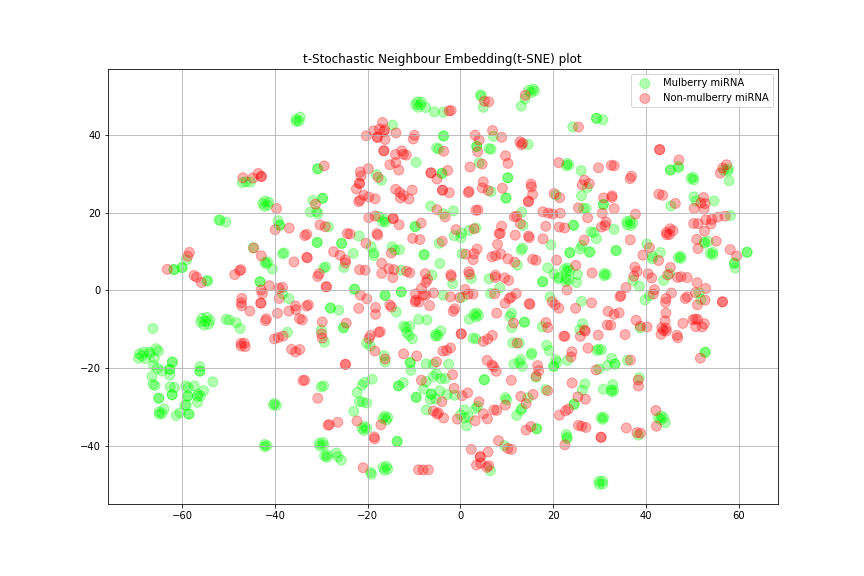 t-Stochastic Neighbour Embedding(t-SNE) plot
Mulberry miRNA
Non-mulberry miRNA
40
20
0
−20
−40
−60 −40 −20 0 20 40 60